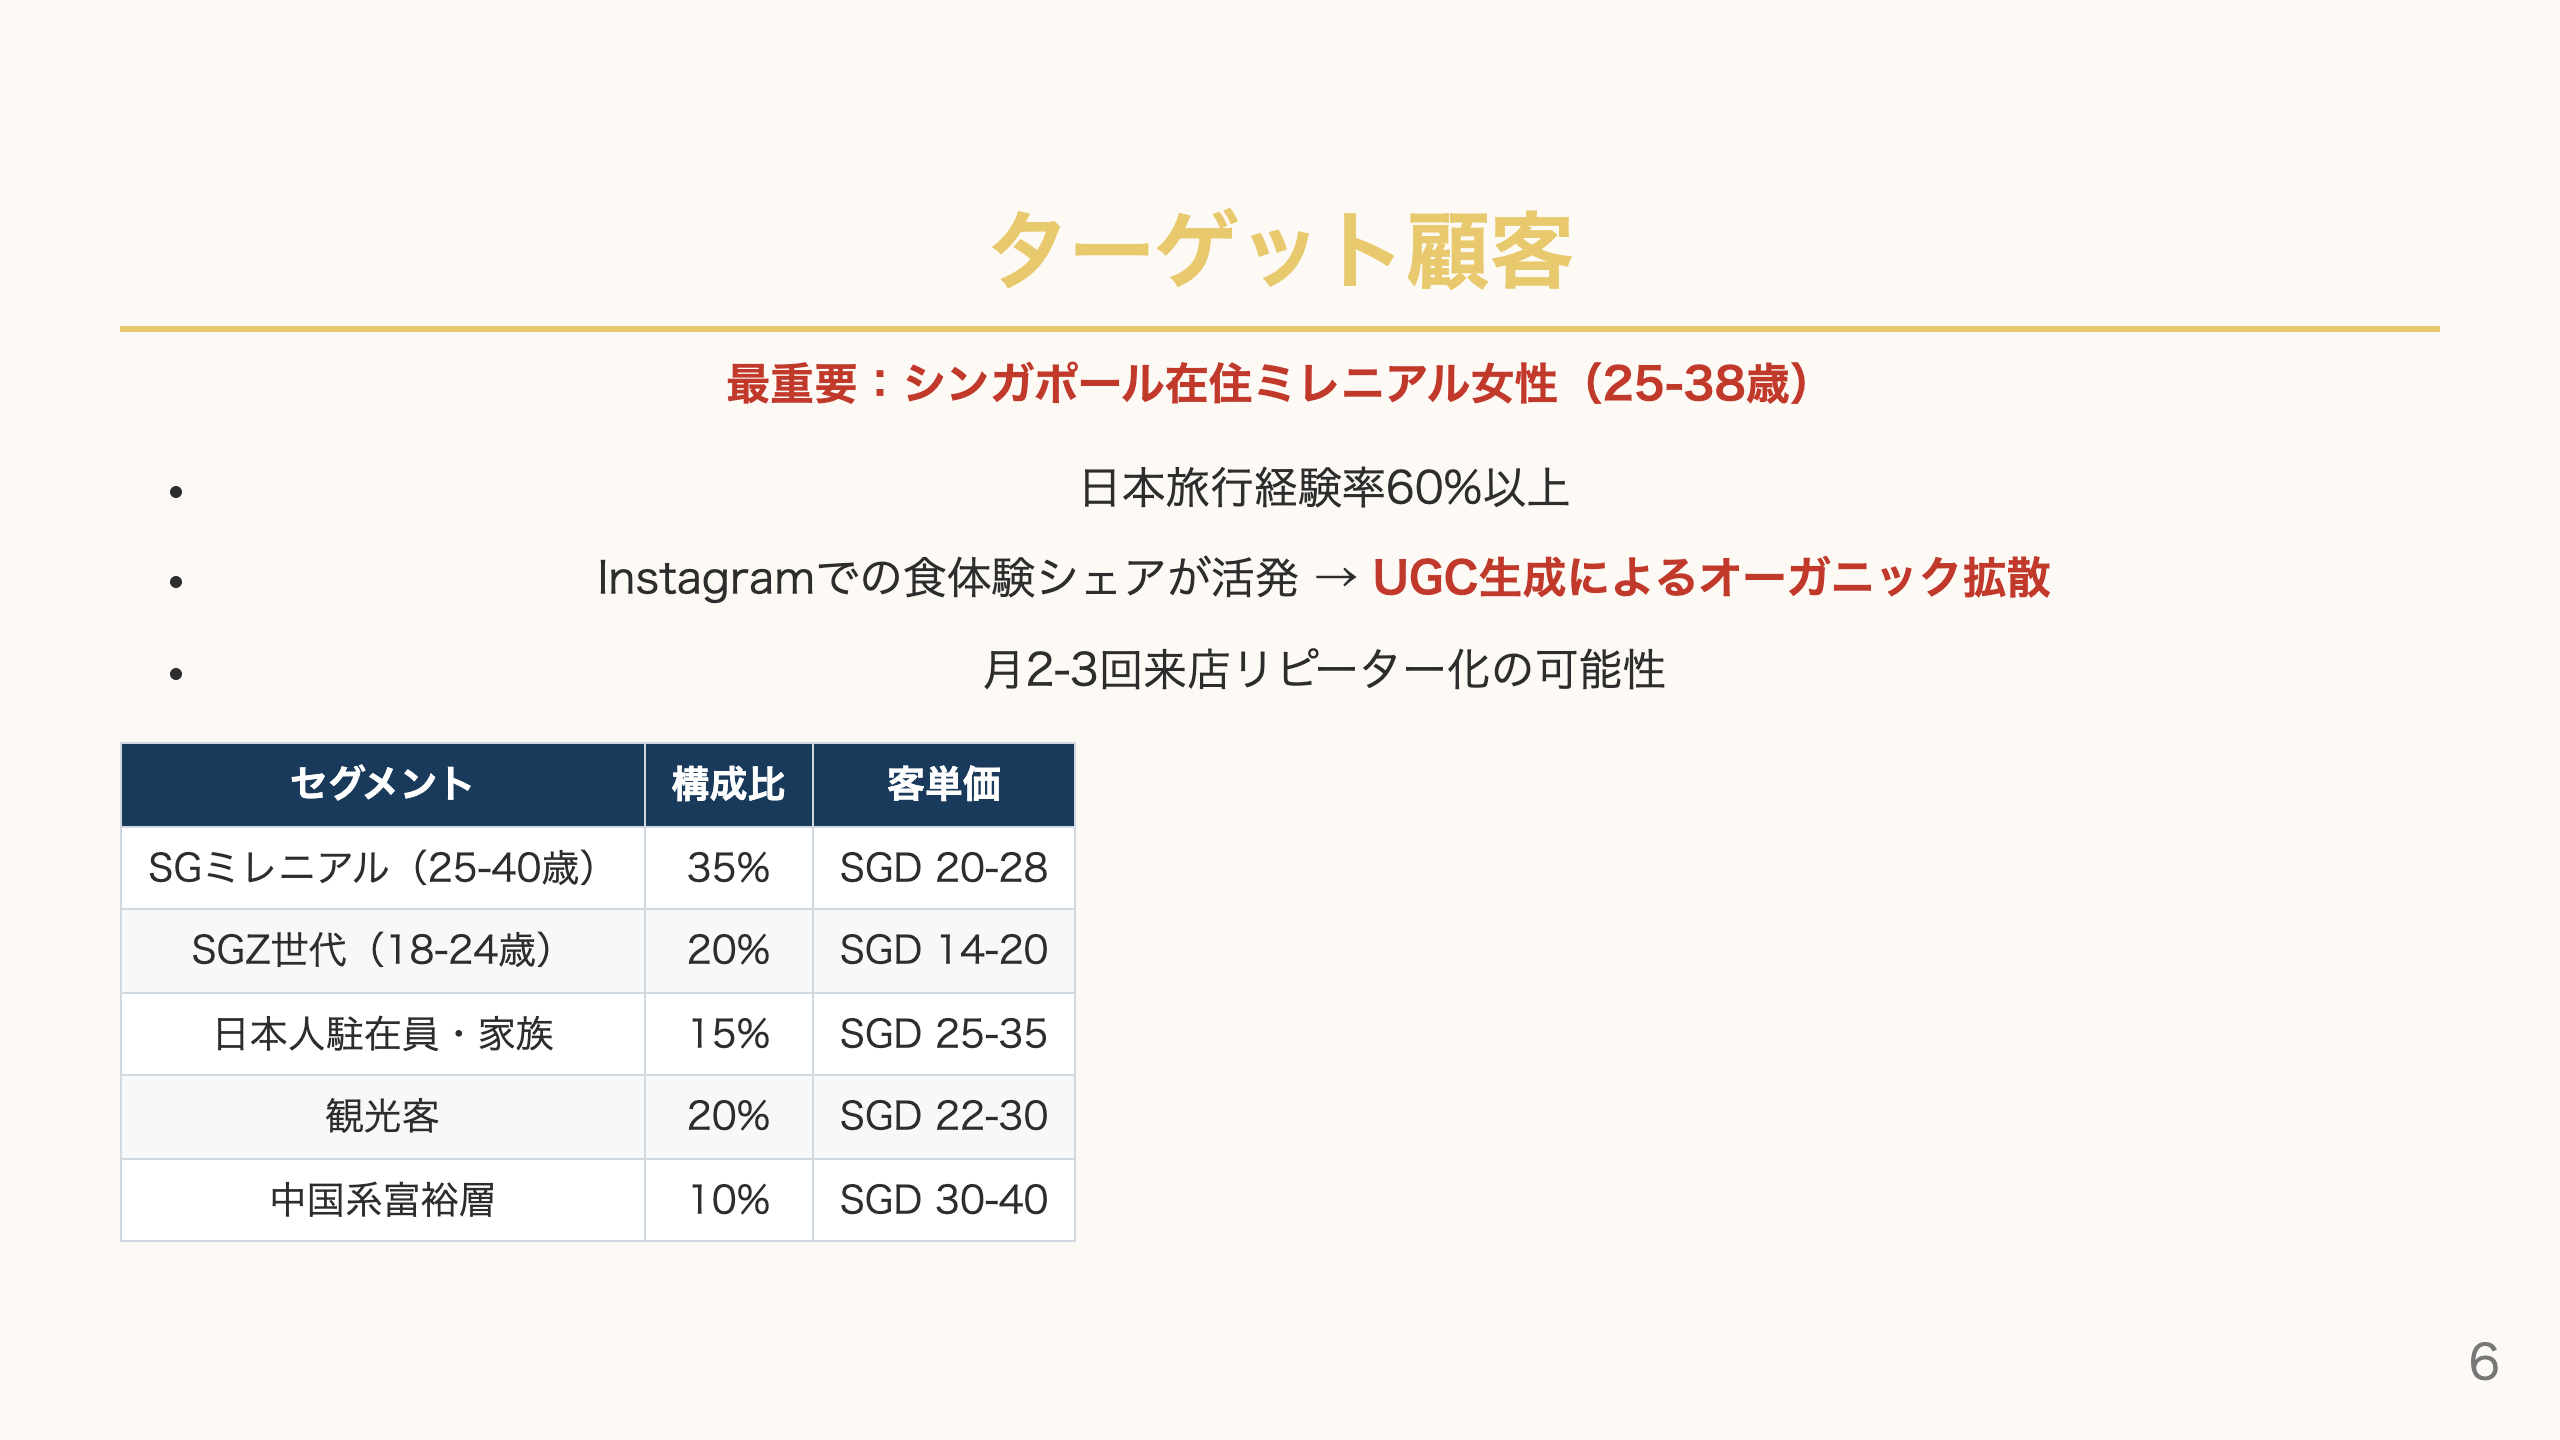 ターゲット顧客
最重要：シンガポール在住ミレニアル女性（25-38歳）
• 日本旅行経験率60%以上
• Instagramでの食体験シェアが活発 → UGC生成によるオーガニック拡散
• 月2-3回来店リピーター化の可能性
セグメント 構成比 客単価
SGミレニアル（25-40歳） 35% SGD 20-28
SGZ世代（18-24歳） 20% SGD 14-20
日本人駐在員・家族 15% SGD 25-35
観光客 20% SGD 22-30
中国系富裕層 10% SGD 30-40
6